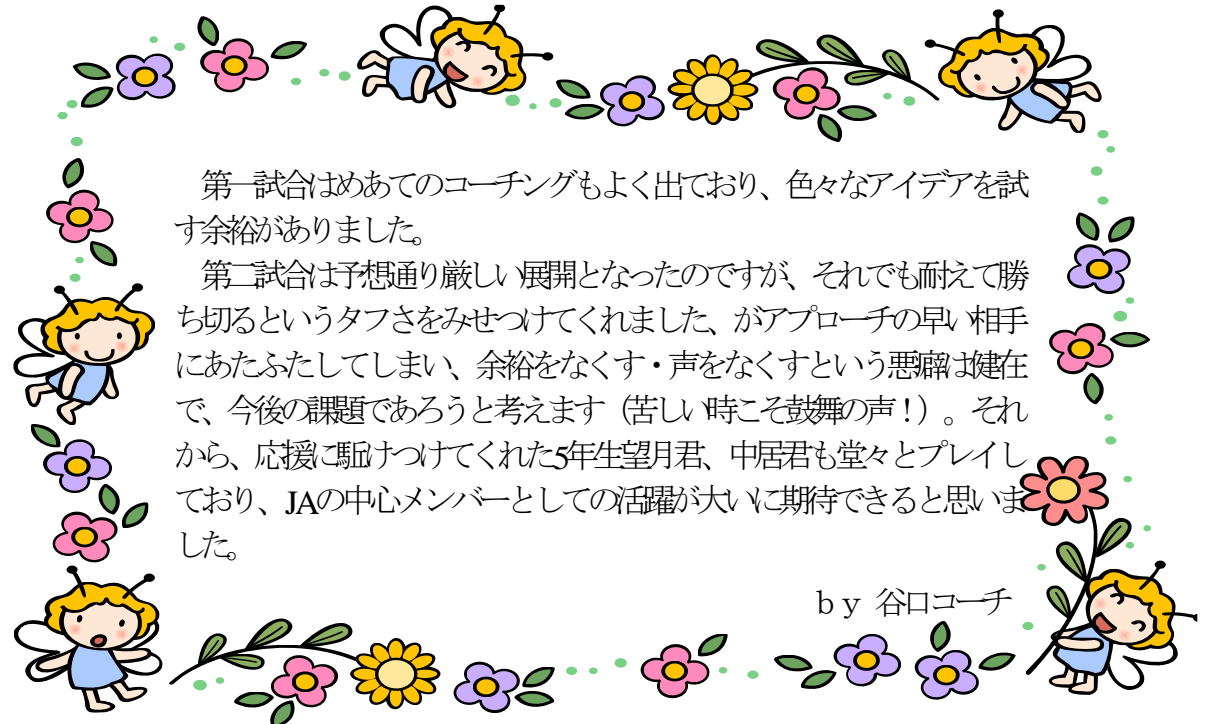 第一試合はめあてのコーチングもよく出ており、色々なアイデアを試
す余裕がありました。
　第二試合は予想通り厳しい展開となったのですが、それでも耐えて勝
ち切るというタフさをみせつけてくれました、がアプローチの早い相手
にあたふたしてしまい、余裕をなくす・声をなくすという悪癖は健在
で、今後の課題であろうと考えます（苦しい時こそ鼓舞の声！）。それ
から、応援に駈けつけてくれた5年生望月君、中居君も堂々とプレイし
ており、JAの中心メンバーとしての活躍が大いに期待できると思いま
した。
ｂｙ 谷口コーチ